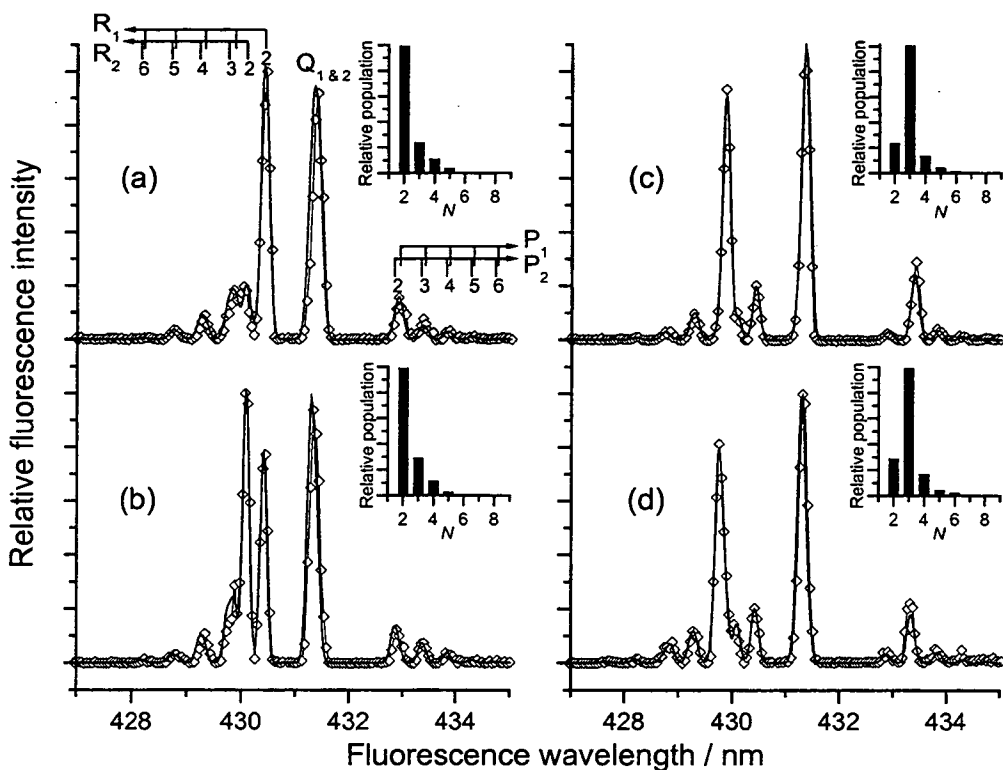 R1
R2
6 5 4 3 2 2
Q1&2
(a)
Relative population
2 4 6 8
N
P1
P2
2 3 4 5 6
(c)
Relative population
2 4 6 8
N
(b)
Relative population
2 4 6 8
N
(d)
Relative population
2 4 6 8
N
Relative fluorescence intensity
428 430 432 434
428 430 432 434
Fluorescence wavelength / nm